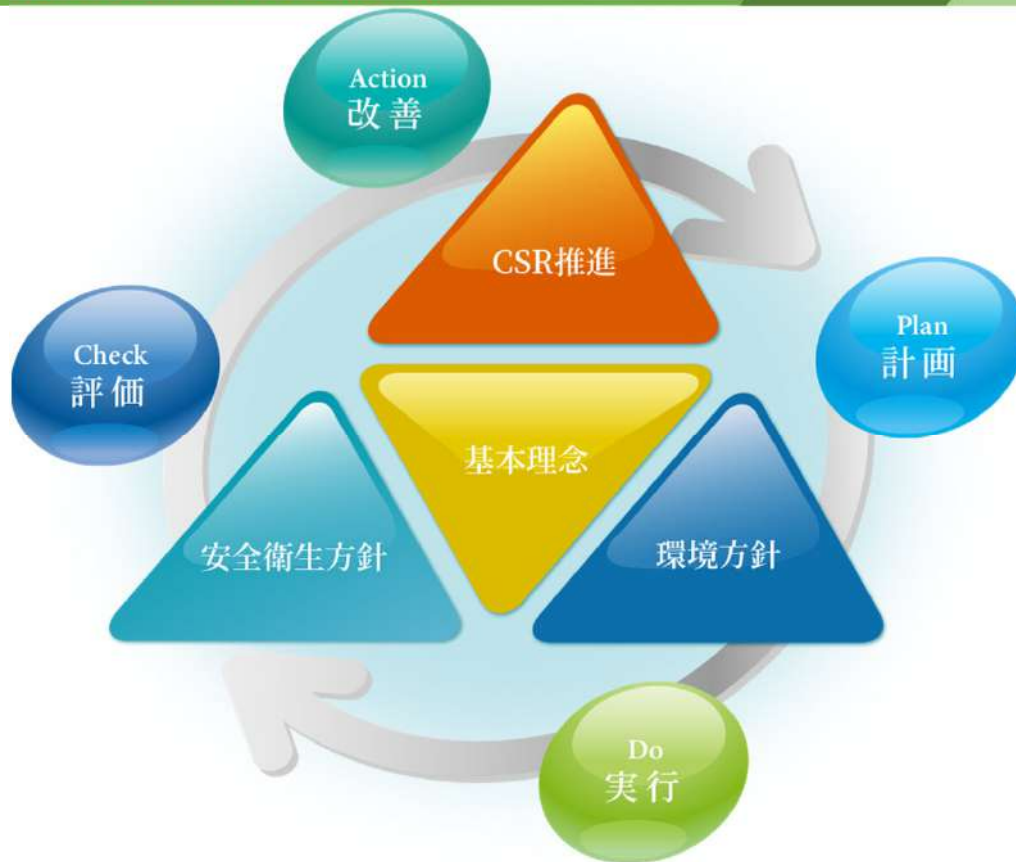 Action
改善
CSR推進
Plan
計画
Check
評価
基本理念
安全衛生方針
環境方針
Do
実行